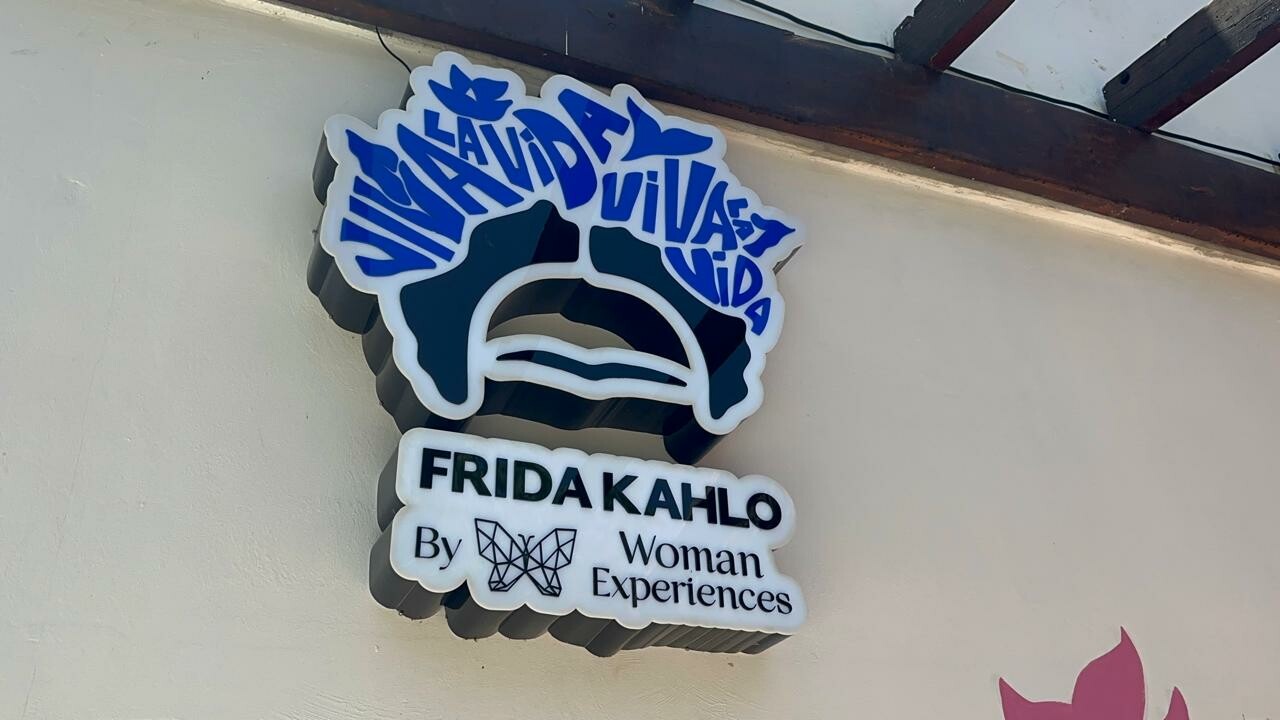 VIVA LA VIDA
VIVA LA VIDA
FRIDA KAHLO
By Woman
Experiences